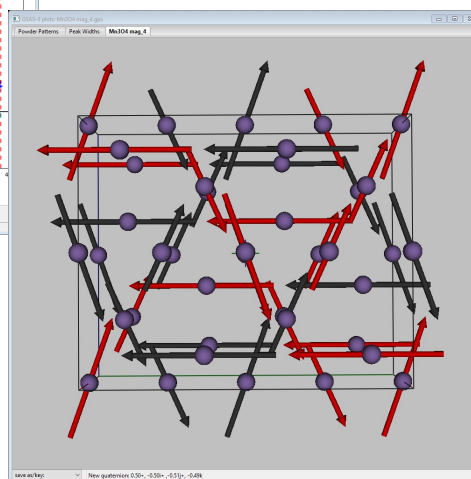 GSAS-II plots: Mn3O4 mag_4.gpx
Powder Patterns Peak Widths Mn3O4 mag_4
4
save as/key: New quaternion: 0.50+, -0.50i+ ,-0.51j+, -0.49k